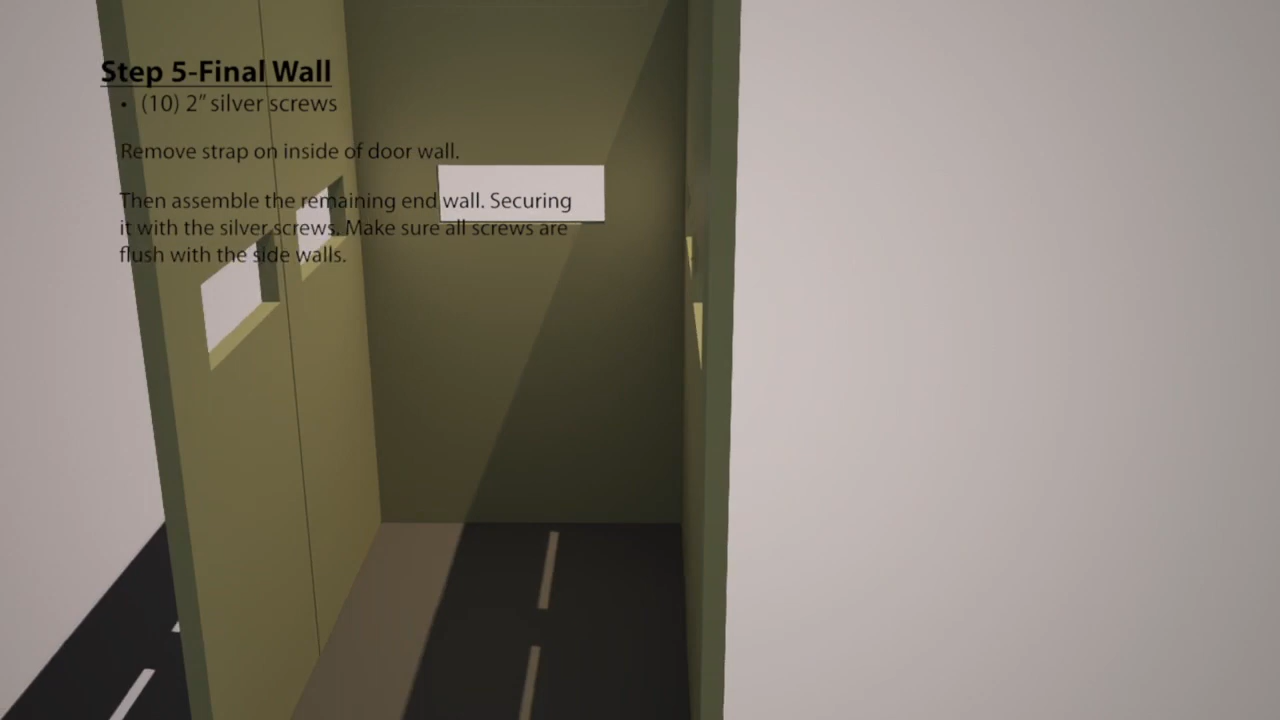 Step 5-Final Wall
• (10) 2” silver screws
Remove strap on inside of door wall.
Then assemble the remaining end wall. Securing
it with the silver screws. Make sure all screws are
flush with the side walls.